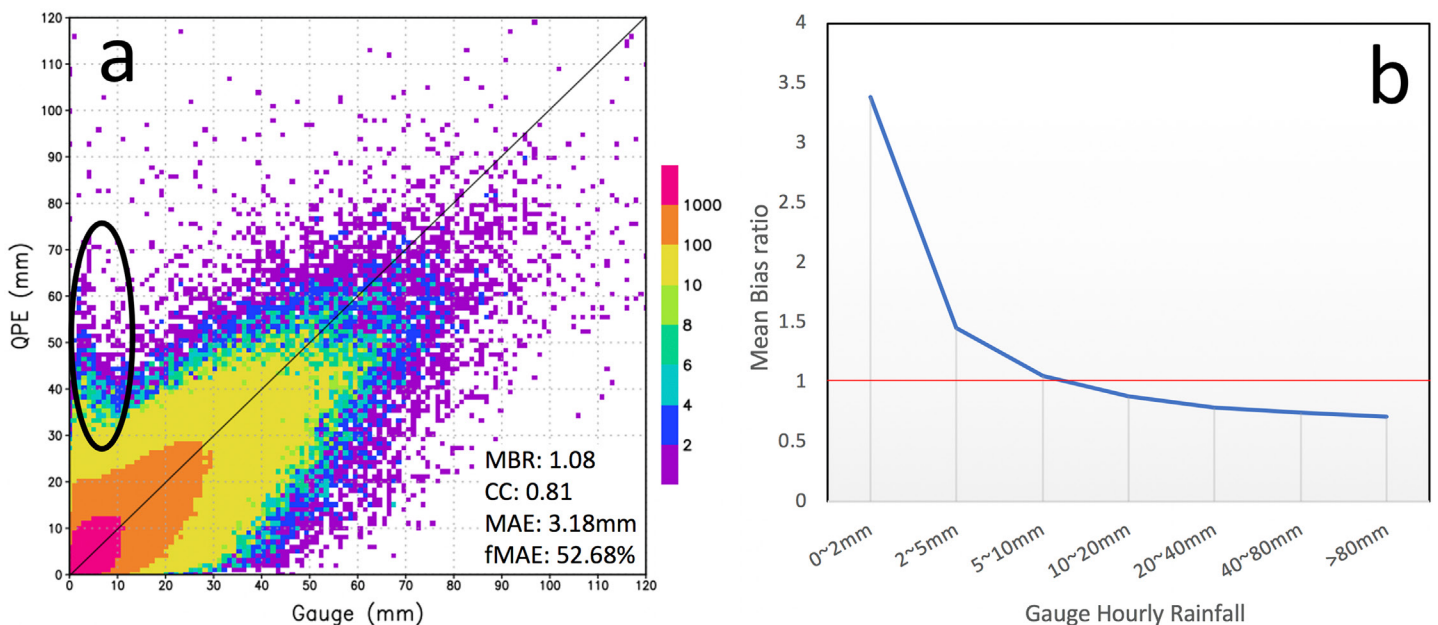 a
120
110
100
90
80
70
60
50
40
30
20
10
0
QPE (mm)
0 10 20 30 40 50 60 70 80 90 100 110 120
Gauge (mm)
MBR: 1.08
CC: 0.81
MAE: 3.18mm
fMAE: 52.68%
1000
100
10
8
6
4
2
b
4
3.5
3
2.5
2
1.5
1
0.5
0
Mean Bias ratio
0~2mm 2~5mm 5~10mm 10~20mm 20~40mm 40~80mm >80mm
Gauge Hourly Rainfall